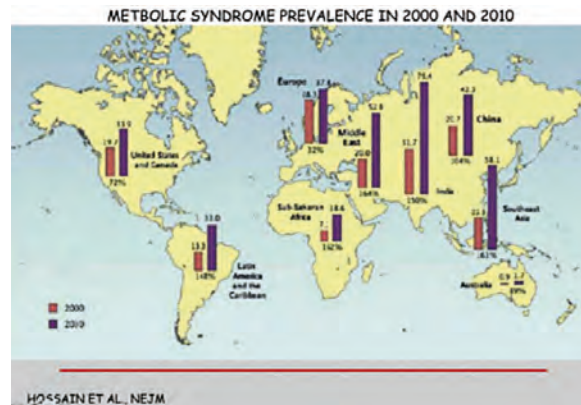 METBOLIC SYNDROME PREVALENCE IN 2000 AND 2010
Europe
37.4
Middle
East
52.8
20.0
164%
32%
79.4
31.7
150%
India
42.3
20.7
104%
China
33.9
19.7
72%
United States
and Canada
58.1
161%
Southeast
Asia
Sub-Saharan
Africa
18.6
162%
33.0
13.3
148%
Latin
America
and the
Caribbean
Australia
0.9
1.7
89%
2000
2010
HOSSAIN ET AL., NEJM